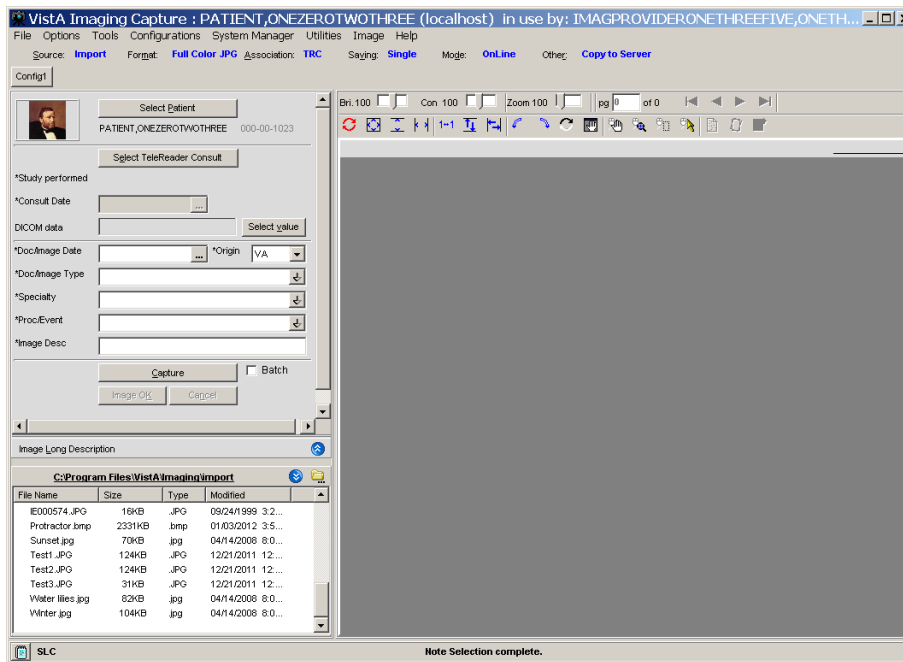 VistA Imaging Capture : PATIENT,ONEZEROTWOTHREE (localhost) in use by: IMAGPROVIDERONETHREEFIVE,ONETH...
File Options Tools Configurations System Manager Utilities Image Help
Source: Import Format: Full Color JPG Association: TRC Saving: Single Mode: OnLine Other: Copy to Server
Config1
Bri. 100 Con 100 Zoom 100 pg 0 of 0
Select Patient
PATIENT,ONEZEROTWOTHREE 000-00-1023
Select TeleReader Consult
*Study performed
*Consult Date ...
DICOM data Select value
*Doc/Image Date ... *Origin VA
*Doc/Image Type
*Specialty
*Proc/Event
*Image Desc
Capture Batch
Image OK Cancel
Image Long Description
C:\Program Files\VistA\Imaging\import
File Name Size Type Modified
IE000574.JPG 16KB .JPG 09/24/1999 3:2...
Protractor.bmp 2331KB .bmp 01/03/2012 3:5...
Sunset.jpg 70KB .jpg 04/14/2008 8:0...
Test1.JPG 124KB .JPG 12/21/2011 12:...
Test2.JPG 124KB .JPG 12/21/2011 12:...
Test3.JPG 31KB .JPG 12/21/2011 12:...
Water lilies.jpg 82KB .jpg 04/14/2008 8:0...
Winter.jpg 104KB .jpg 04/14/2008 8:0...
SLC Note Selection complete.